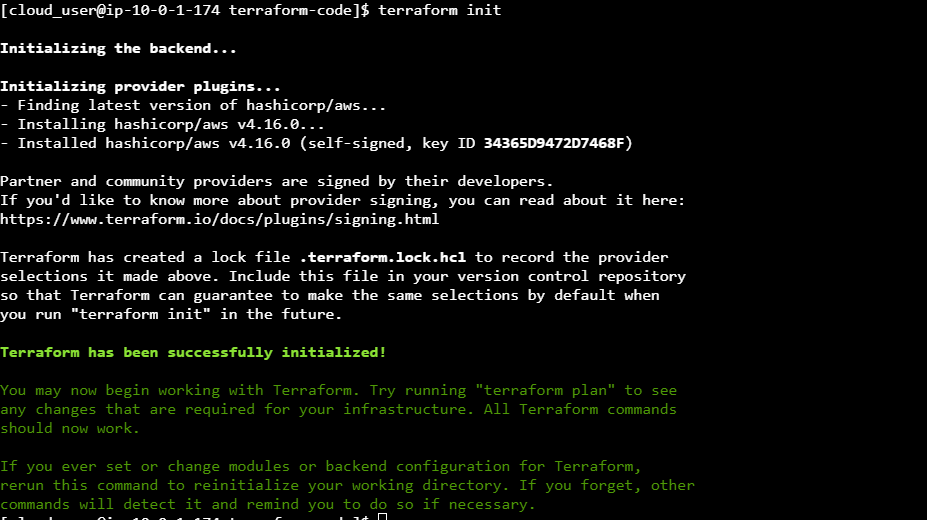 [cloud_user@ip-10-0-1-174 terraform-code]$ terraform init
Initializing the backend...
Initializing provider plugins...
- Finding latest version of hashicorp/aws...
- Installing hashicorp/aws v4.16.0...
- Installed hashicorp/aws v4.16.0 (self-signed, key ID 34365D9472D7468F)
Partner and community providers are signed by their developers.
If you'd like to know more about provider signing, you can read about it here:
https://www.terraform.io/docs/plugins/signing.html
Terraform has created a lock file .terraform.lock.hcl to record the provider
selections it made above. Include this file in your version control repository
so that Terraform can guarantee to make the same selections by default when
you run "terraform init" in the future.
Terraform has been successfully initialized!
You may now begin working with Terraform. Try running "terraform plan" to see
any changes that are required for your infrastructure. All Terraform commands
should now work.
If you ever set or change modules or backend configuration for Terraform,
rerun this command to reinitialize your working directory. If you forget, other
commands will detect it and remind you to do so if necessary.
[cloud_user@ip-10-0-1-174 terraform-code]$